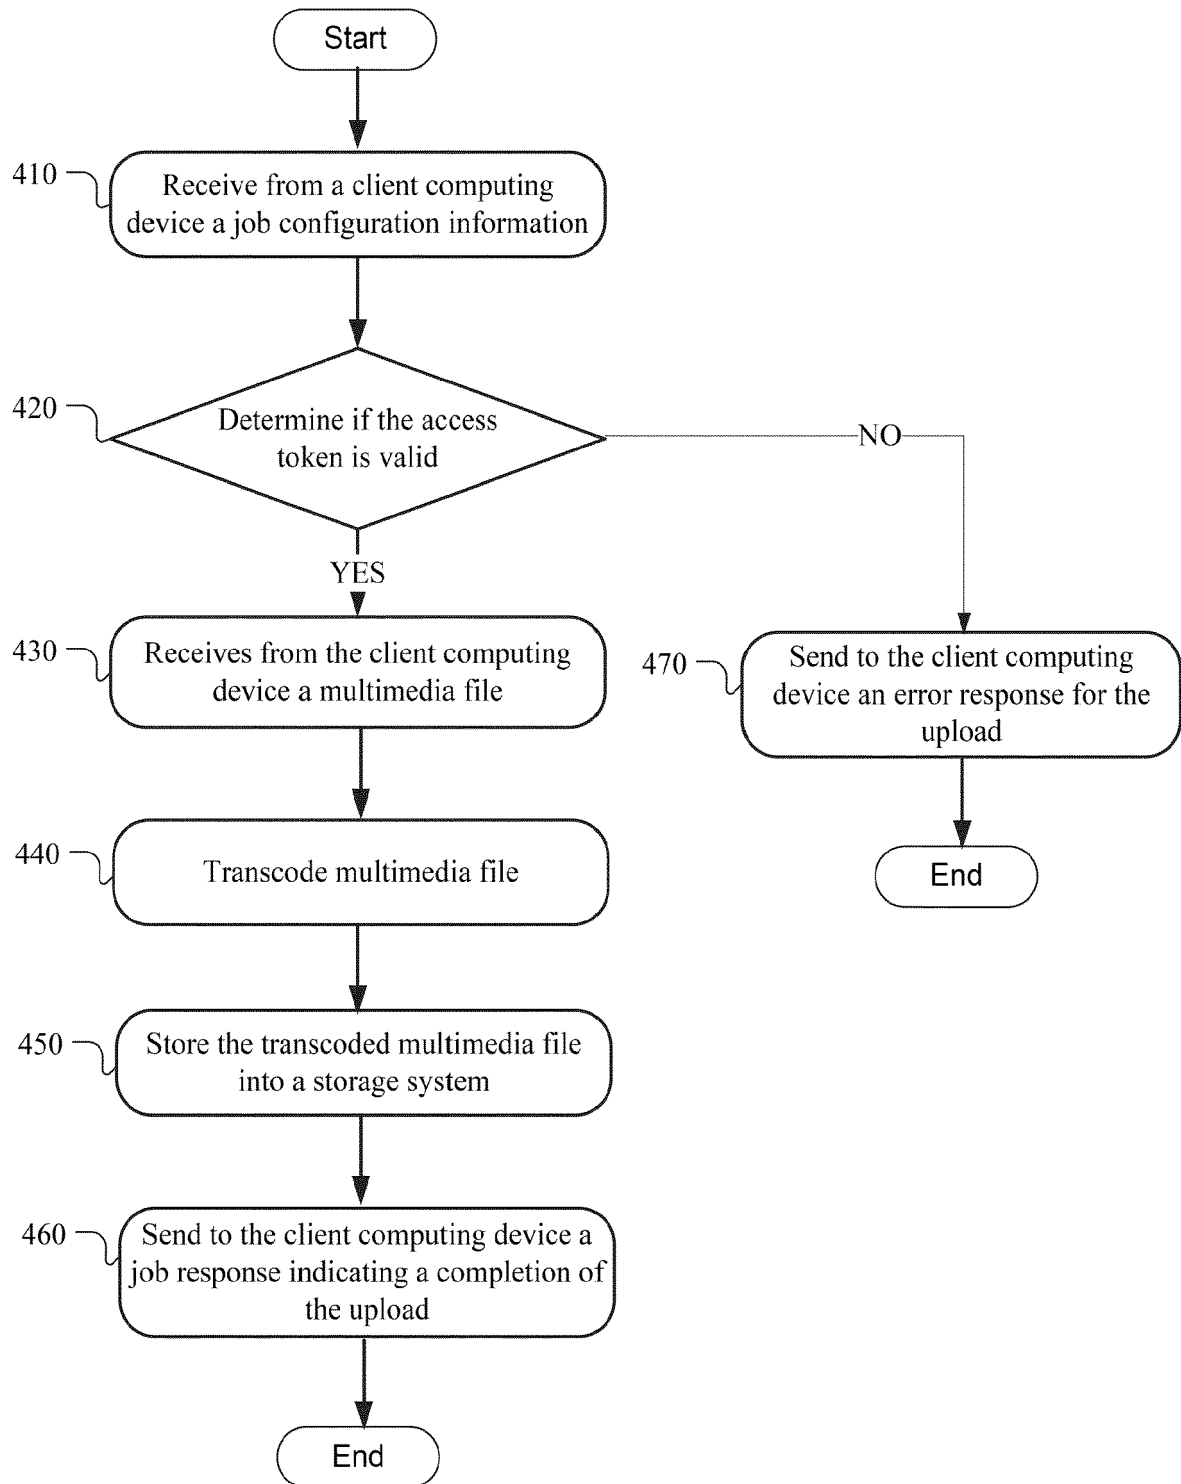 Start
410
Receive from a client computing
device a job configuration information
420
Determine if the access
token is valid
NO
YES
430
Receives from the client computing
device a multimedia file
470
Send to the client computing
device an error response for the
upload
440
Transcode multimedia file
End
450
Store the transcoded multimedia file
into a storage system
460
Send to the client computing device a
job response indicating a completion of
the upload
End